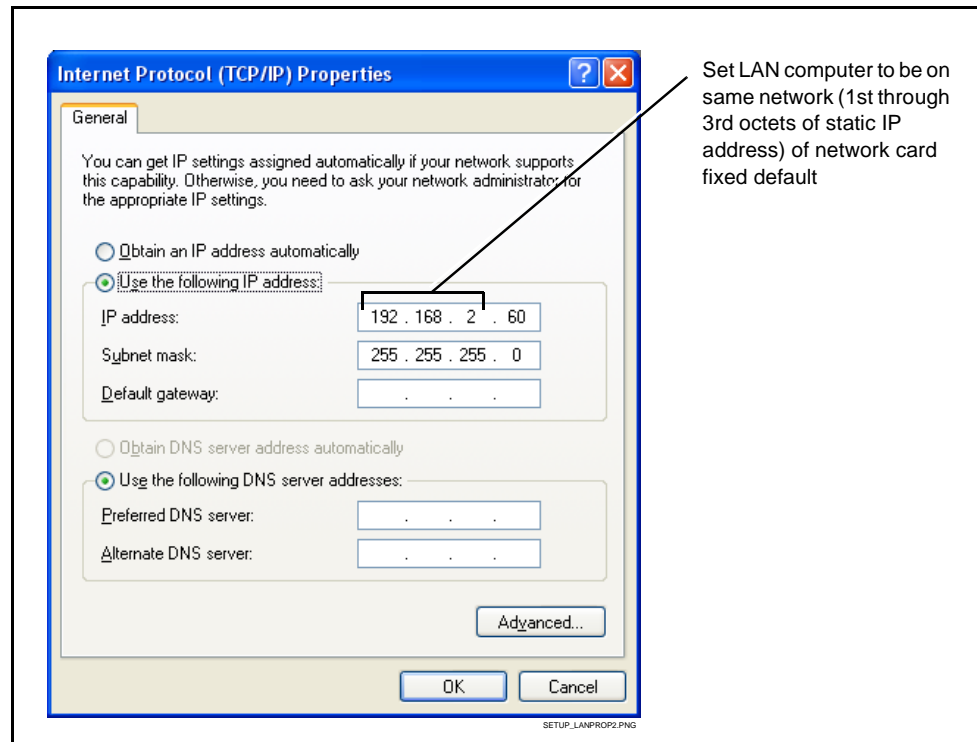 Internet Protocol (TCP/IP) Properties
General
You can get IP settings assigned automatically if your network supports
this capability. Otherwise, you need to ask your network administrator for
the appropriate IP settings.
Obtain an IP address automatically
Use the following IP address:
IP address: 192 . 168 . 2 . 60
Subnet mask: 255 . 255 . 255 . 0
Default gateway: . . .
Obtain DNS server address automatically
Use the following DNS server addresses:
Preferred DNS server: . . .
Alternate DNS server: . . .
Advanced...
OK Cancel
SETUP_LANPROP2.PNG
Set LAN computer to be on
same network (1st through
3rd octets of static IP
address) of network card
fixed default